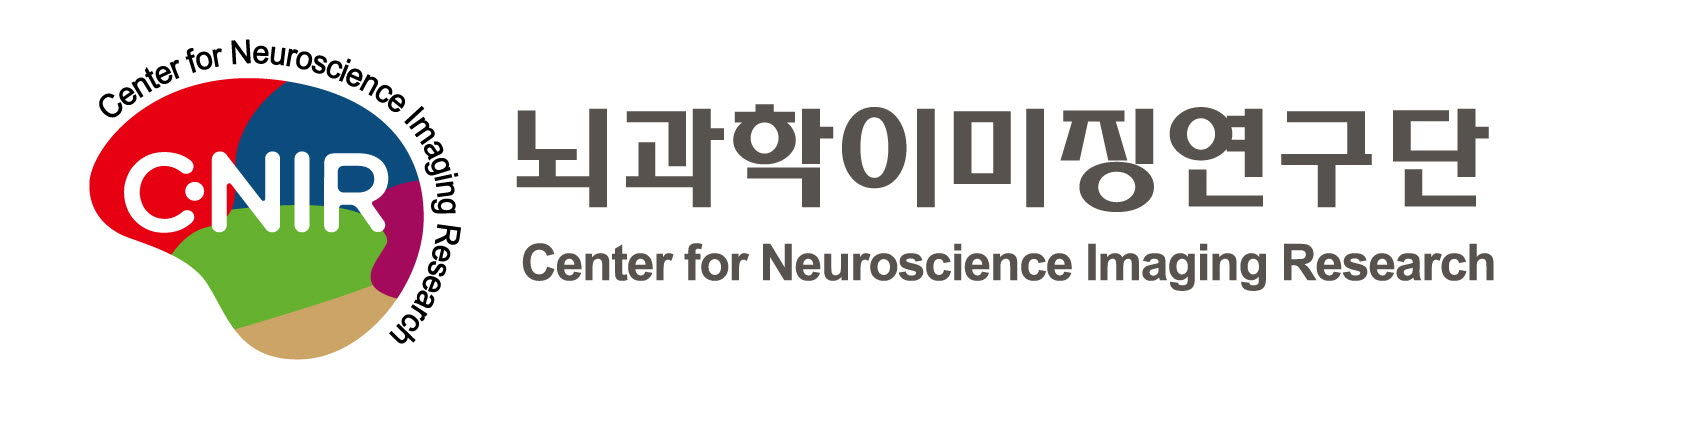 Center for Neuroscience Imaging Research
C·NIR
뇌과학이미징연구단
Center for Neuroscience Imaging Research